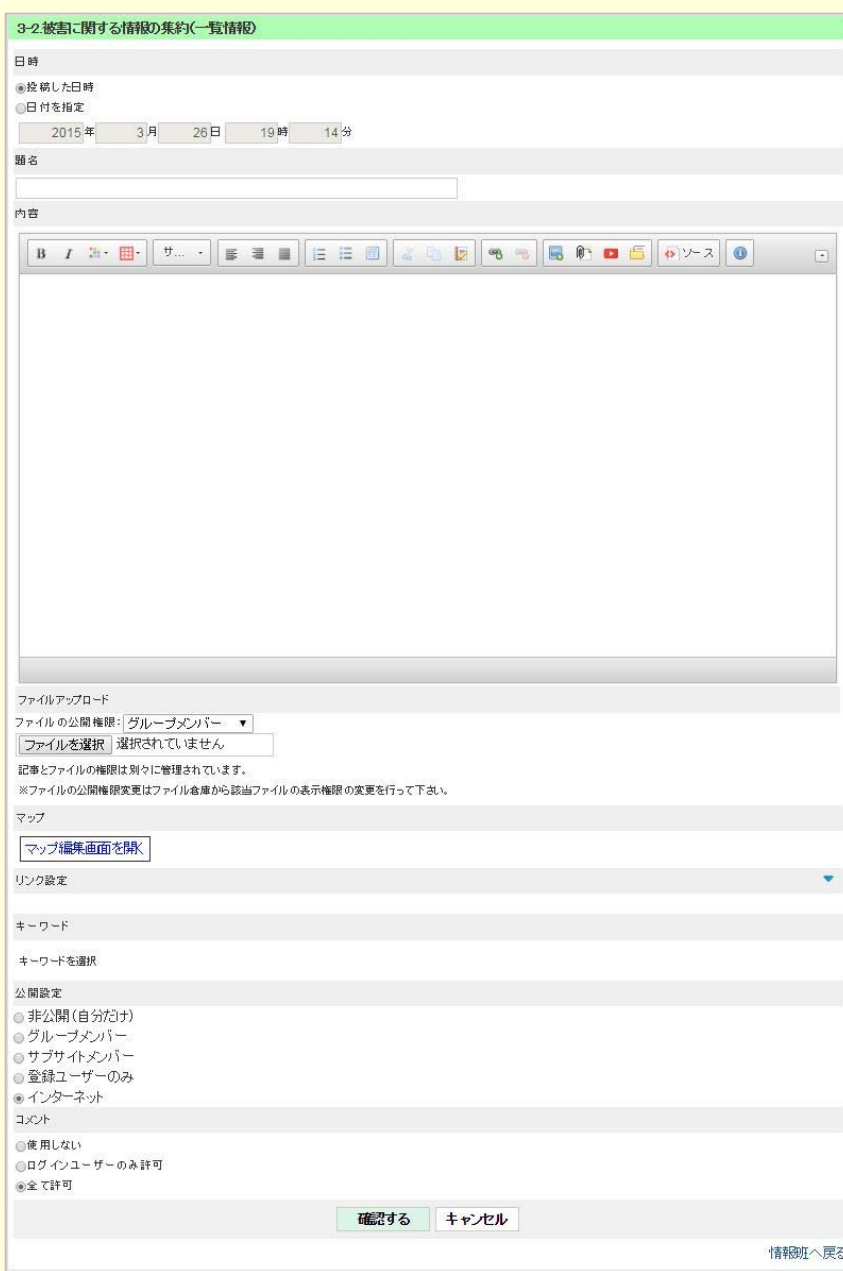 3-2.被害に関する情報の集約(一覧情報)
日時
投稿した日時
日付を指定
2015 年 3 月 26 日 19 時 14 分
題名
内容
B I サ... ソース
ファイルアップロード
ファイルの公開権限: グループメンバー
ファイルを選択 選択されていません
記事とファイルの権限は別々に管理されています。
※ファイルの公開権限変更はファイル倉庫から該当ファイルの表示権限の変更を行って下さい。
マップ
マップ編集画面を開く
リンク設定
キーワード
キーワードを選択
公開設定
非公開(自分だけ)
グループメンバー
サブサイトメンバー
登録ユーザーのみ
インターネット
コメント
使用しない
ログインユーザーのみ許可
全て許可
確認する キャンセル
情報班へ戻る